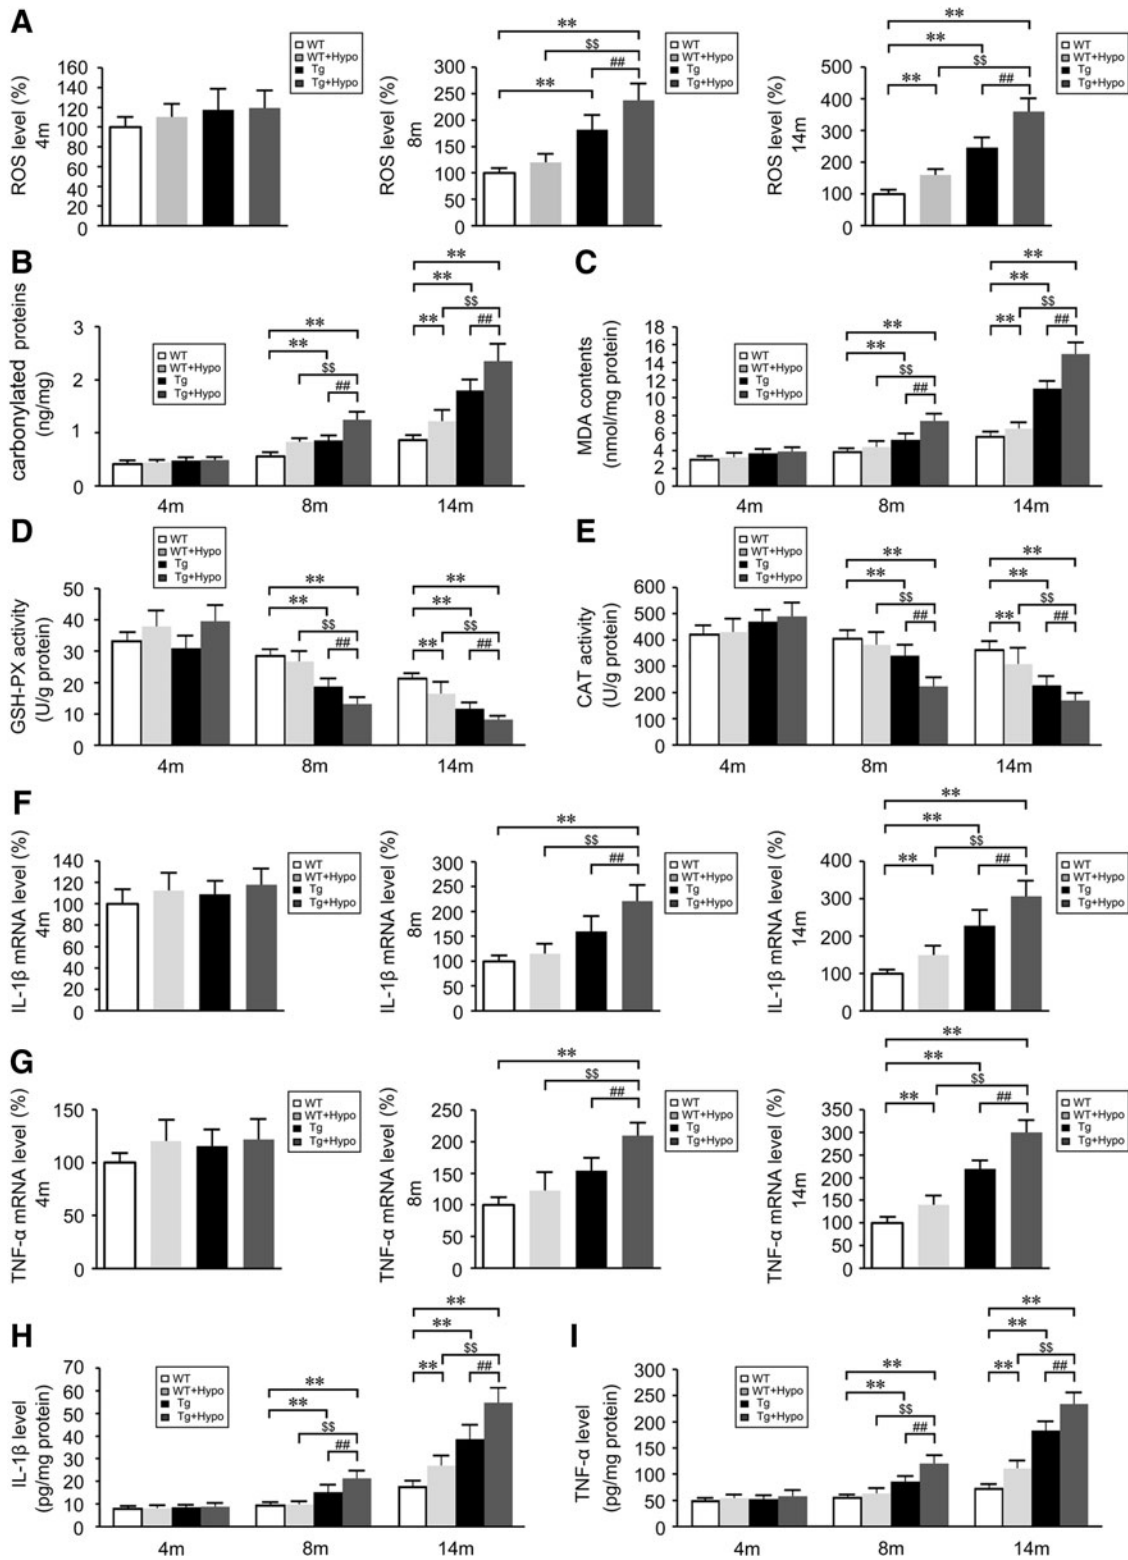 A
WT
WT+Hypo
Tg
Tg+Hypo
ROS level (%)
4m
160
140
120
100
80
60
40
20
0
**
$$
##
**
WT
WT+Hypo
Tg
Tg+Hypo
ROS level (%)
8m
300
250
200
150
100
50
0
**
**
$$
**
##
WT
WT+Hypo
Tg
Tg+Hypo
ROS level (%)
14m
500
400
300
200
100
0
B
carbonylated proteins
(ng/mg)
3
2
1
0
WT
WT+Hypo
Tg
Tg+Hypo
**
**
$$
##
**
**
$$
**
##
4m
8m
14m
C
MDA contents
(nmol/mg protein)
18
16
14
12
10
8
6
4
2
0
WT
WT+Hypo
Tg
Tg+Hypo
**
**
$$
##
**
**
$$
**
##
4m
8m
14m
D
GSH-PX activity
(U/g protein)
50
40
30
20
10
0
WT
WT+Hypo
Tg
Tg+Hypo
**
**
$$
##
**
**
$$
**
##
4m
8m
14m
E
CAT activity
(U/g protein)
600
500
400
300
200
100
0
WT
WT+Hypo
Tg
Tg+Hypo
**
**
$$
##
**
**
$$
**
##
4m
8m
14m
F
IL-1β mRNA level (%)
4m
140
120
100
80
60
40
20
0
WT
WT+Hypo
Tg
Tg+Hypo
IL-1β mRNA level (%)
8m
300
250
200
150
100
50
0
**
$$
##
WT
WT+Hypo
Tg
Tg+Hypo
IL-1β mRNA level (%)
14m
400
300
200
100
0
**
**
$$
**
##
WT
WT+Hypo
Tg
Tg+Hypo
G
TNF-α mRNA level (%)
4m
150
100
50
0
WT
WT+Hypo
Tg
Tg+Hypo
TNF-α mRNA level (%)
8m
250
200
150
100
50
0
**
$$
##
WT
WT+Hypo
Tg
Tg+Hypo
TNF-α mRNA level (%)
14m
350
300
250
200
150
100
50
0
**
**
$$
**
##
WT
WT+Hypo
Tg
Tg+Hypo
H
IL-1β level
(pg/mg protein)
70
60
50
40
30
20
10
0
WT
WT+Hypo
Tg
Tg+Hypo
**
**
$$
##
**
**
$$
**
##
4m
8m
14m
I
TNF-α level
(pg/mg protein)
300
250
200
150
100
50
0
WT
WT+Hypo
Tg
Tg+Hypo
**
**
$$
##
**
**
$$
**
##
4m
8m
14m